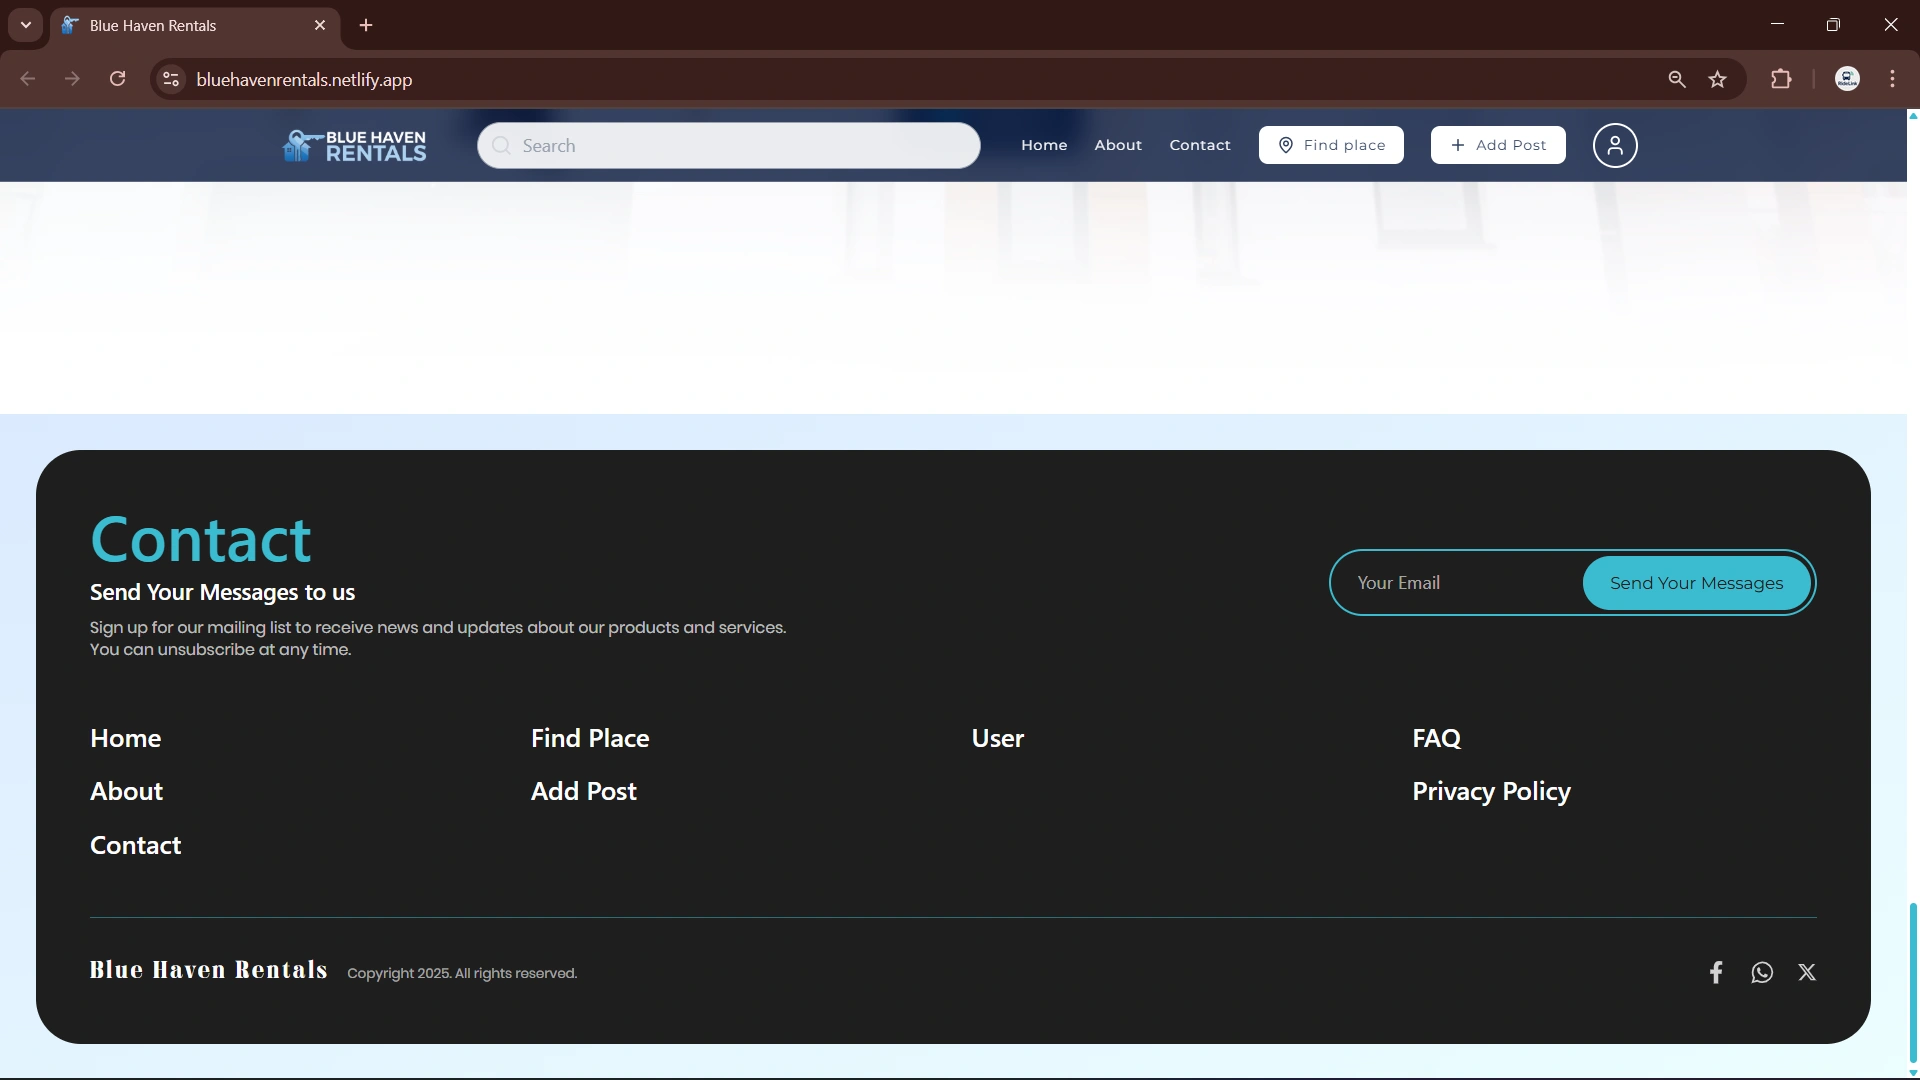 Blue Haven Rentals
bluehavenrentals.netlify.app
BLUE HAVEN
RENTALS
Search
Home
About
Contact
Find place
Add Post
Contact
Send Your Messages to us
Sign up for our mailing list to receive news and updates about our products and services.
You can unsubscribe at any time.
Your Email
Send Your Messages
Home
Find Place
User
FAQ
About
Add Post
Privacy Policy
Contact
Blue Haven Rentals
Copyright 2025. All rights reserved.